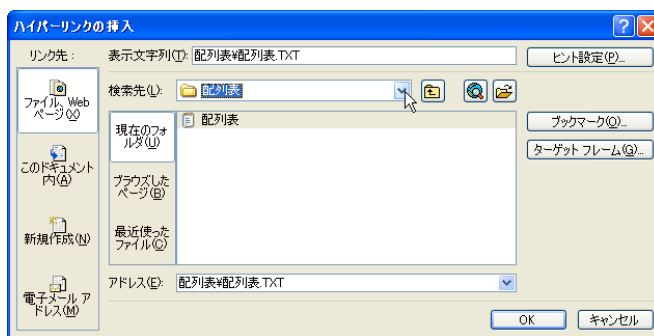 ハイパーリンクの挿入
リンク先:
表示文字列(T): 配列表¥配列表.TXT
ヒント設定(P)...
ファイル、Web
ページ(X)
検索先(L):
配列表
現在のフォ
ルダ(U)
配列表
ブックマーク(O)...
ターゲット フレーム(G)...
このドキュメント
内(A)
ブラウズした
ページ(B)
新規作成(N)
最近使った
ファイル(C)
電子メール ア
ドレス(M)
アドレス(E):
配列表¥配列表.TXT
OK
キャンセル